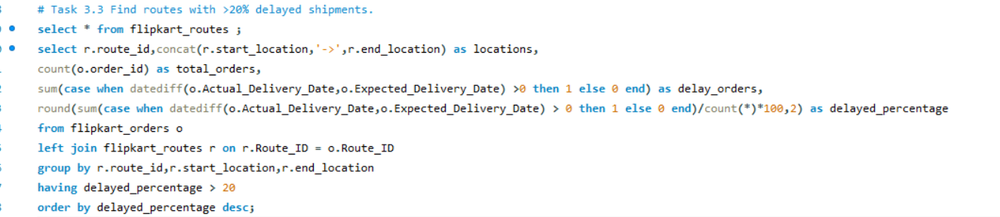 # Task 3.3 Find routes with >20% delayed shipments.
select * from flipkart_routes ;
select r.route_id,concat(r.start_location,'->',r.end_location) as locations,
count(o.order_id) as total_orders,
sum(case when datediff(o.Actual_Delivery_Date,o.Expected_Delivery_Date) >0 then 1 else 0 end) as delay_orders,
round(sum(case when datediff(o.Actual_Delivery_Date,o.Expected_Delivery_Date) > 0 then 1 else 0 end)/count(*)*100,2) as delayed_percentage
from flipkart_orders o
left join flipkart_routes r on r.Route_ID = o.Route_ID
group by r.route_id,r.start_location,r.end_location
having delayed_percentage > 20
order by delayed_percentage desc;